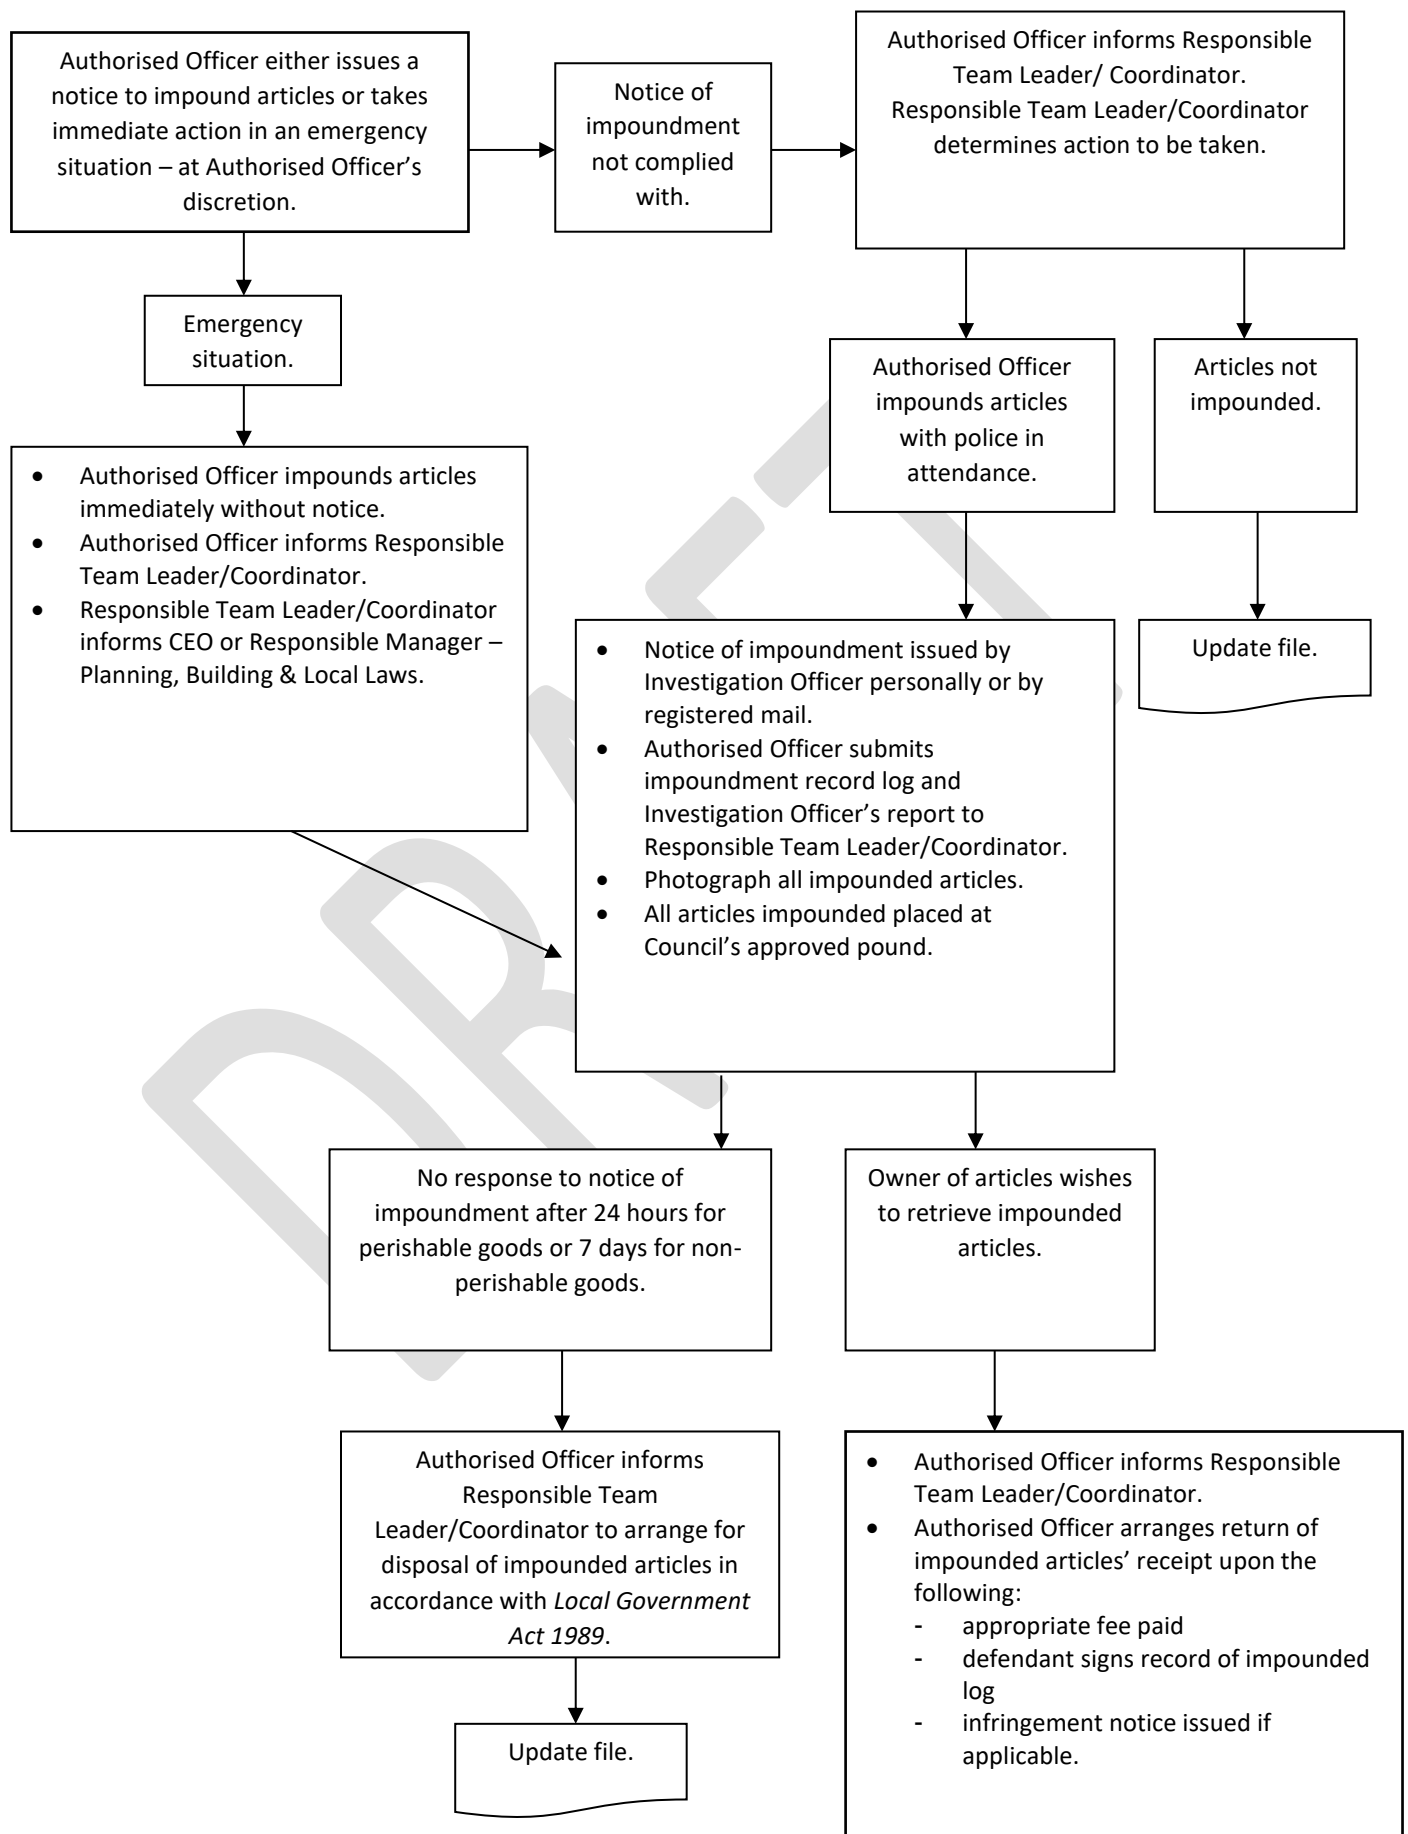 Authorised Officer either issues a
notice to impound articles or takes
immediate action in an emergency
situation – at Authorised Officer’s
discretion.
Notice of
impoundment
not complied
with.
Authorised Officer informs Responsible
Team Leader/ Coordinator.
Responsible Team Leader/Coordinator
determines action to be taken.
Emergency
situation.
Authorised Officer
impounds articles
with police in
attendance.
Articles not
impounded.
• Authorised Officer impounds articles
immediately without notice.
• Authorised Officer informs Responsible
Team Leader/Coordinator.
• Responsible Team Leader/Coordinator
informs CEO or Responsible Manager –
Planning, Building & Local Laws.
• Notice of impoundment issued by
Investigation Officer personally or by
registered mail.
• Authorised Officer submits
impoundment record log and
Investigation Officer’s report to
Responsible Team Leader/Coordinator.
• Photograph all impounded articles.
• All articles impounded placed at
Council’s approved pound.
Update file.
No response to notice of
impoundment after 24 hours for
perishable goods or 7 days for non-
perishable goods.
Owner of articles wishes
to retrieve impounded
articles.
Authorised Officer informs
Responsible Team
Leader/Coordinator to arrange for
disposal of impounded articles in
accordance with Local Government
Act 1989.
• Authorised Officer informs Responsible
Team Leader/Coordinator.
• Authorised Officer arranges return of
impounded articles’ receipt upon the
following:
- appropriate fee paid
- defendant signs record of impounded
log
- infringement notice issued if
applicable.
Update file.
DRAFT